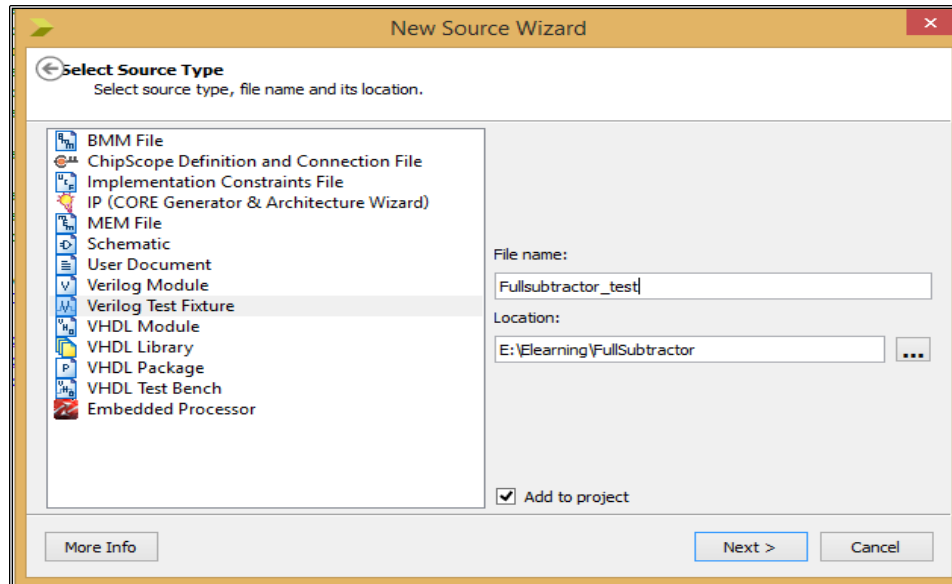 New Source Wizard
Select Source Type
Select source type, file name and its location.
BMM File
ChipScope Definition and Connection File
Implementation Constraints File
IP (CORE Generator & Architecture Wizard)
MEM File
Schematic
User Document
Verilog Module
Verilog Test Fixture
VHDL Module
VHDL Library
VHDL Package
VHDL Test Bench
Embedded Processor
File name:
Fullsubtractor_test
Location:
E:\Elearning\FullSubtractor
...
Add to project
More Info
Next >
Cancel